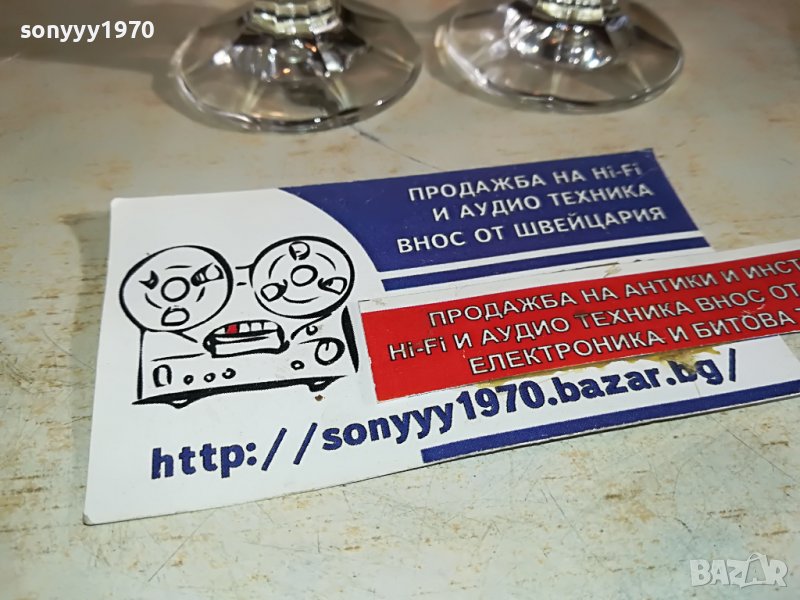 sonyyy1970
ПРОДАЖБА НА Hi-Fi
И АУДИО ТЕХНИКА
ВНОС ОТ ШВЕЙЦАРИЯ
ПРОДАЖБА НА АНТИКИ И ИНСТ
Hi-Fi И АУДИО ТЕХНИКА ВНОС ОТ
ЕЛЕКТРОНИКА И БИТОВА
http://sonyyy1970.bazar.bg/
BAZAR